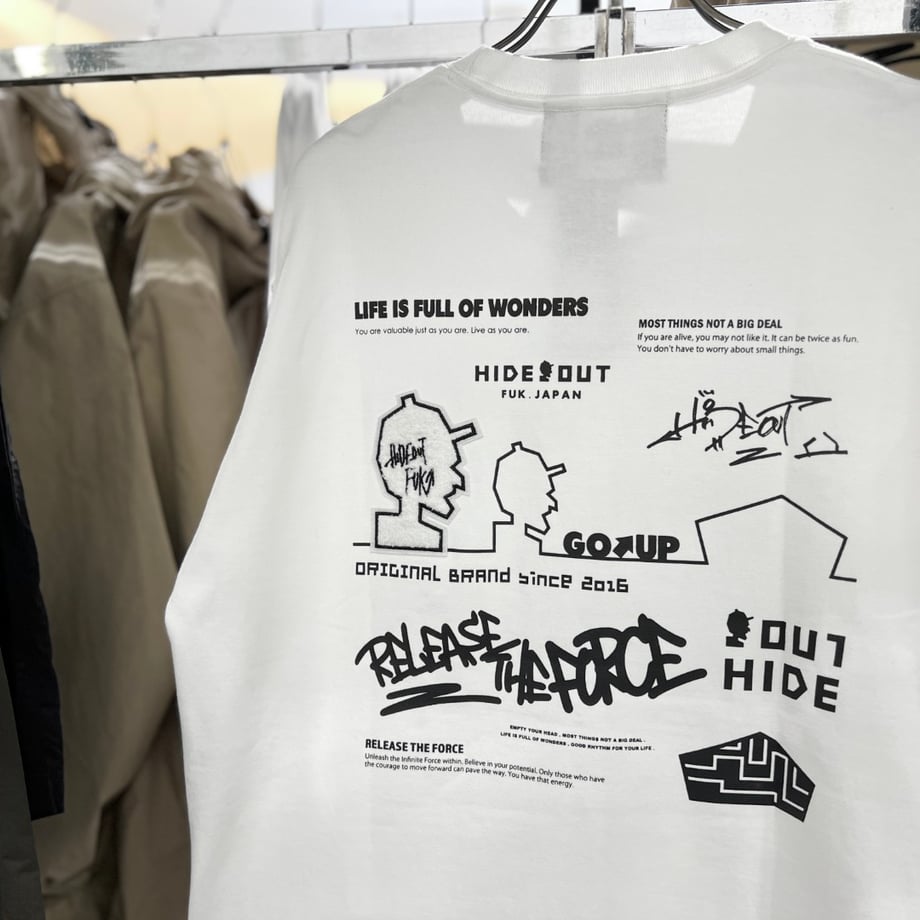 LIFE IS FULL OF WONDERS
You are valuable just as you are. Live as you are.
MOST THINGS NOT A BIG DEAL
If you are alive, you may not like it. It can be twice as fun.
You don't have to worry about small things.
HIDEOUT
FUK.JAPAN
HIDEOUT
HIDEOUT
FUK
GO↗UP
ORIGINAL BRAND since 2016
RELEASE THE FORCE
OUT
HIDE
EMPTY YOUR HEAD . MOST THINGS NOT A BIG DEAL .
LIFE IS FULL OF WONDERS . GOOD RHYTHM FOR YOUR LIFE .
RELEASE THE FORCE
Unleash the Infinite Force within. Believe in your potential. Only those who have
the courage to move forward can pave the way. You have that energy.